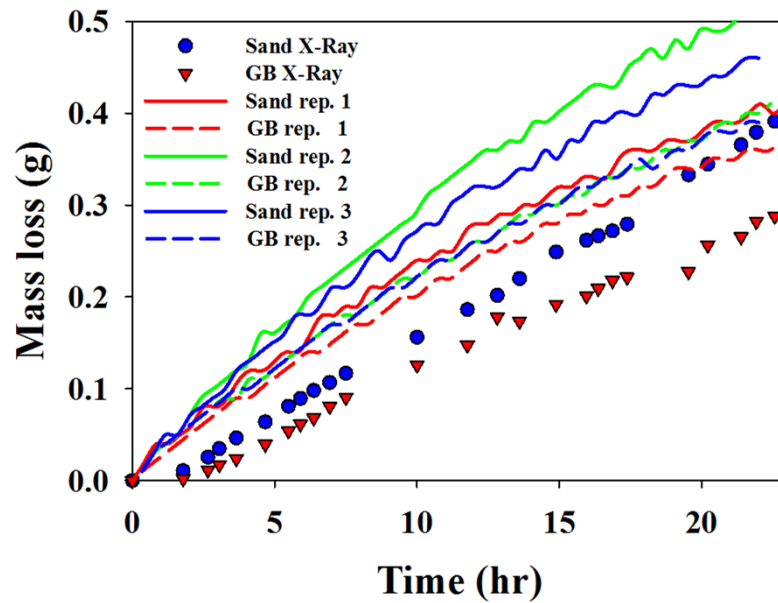 0.5
0.4
0.3
0.2
0.1
0.0
Mass loss (g)
Sand X-Ray
GB X-Ray
Sand rep. 1
GB rep. 1
Sand rep. 2
GB rep. 2
Sand rep. 3
GB rep. 3
0 5 10 15 20
Time (hr)